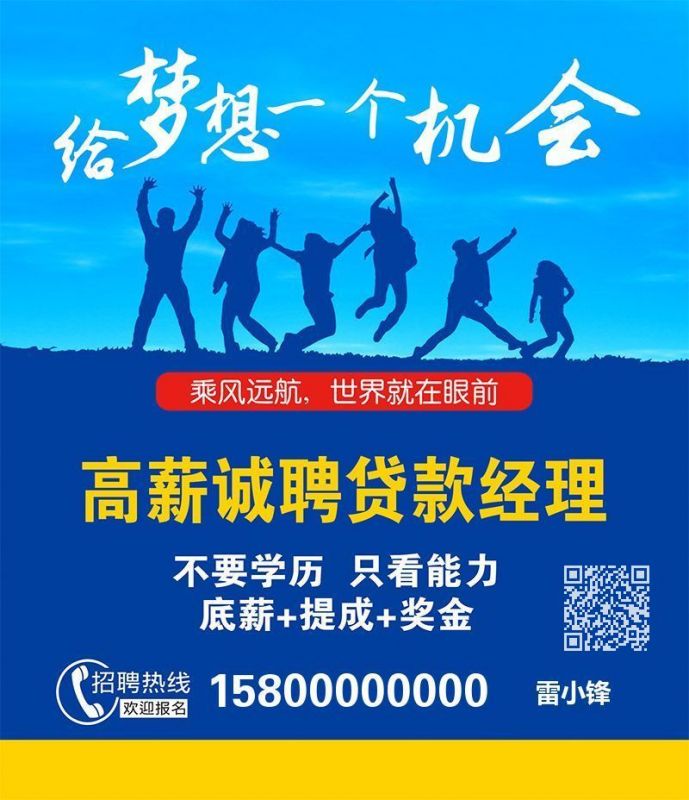 给梦想一个机会
乘风远航，世界就在眼前
高薪诚聘贷款经理
不要学历 只看能力
底薪+提成+奖金
招聘热线
欢迎报名
15800000000
雷小锋